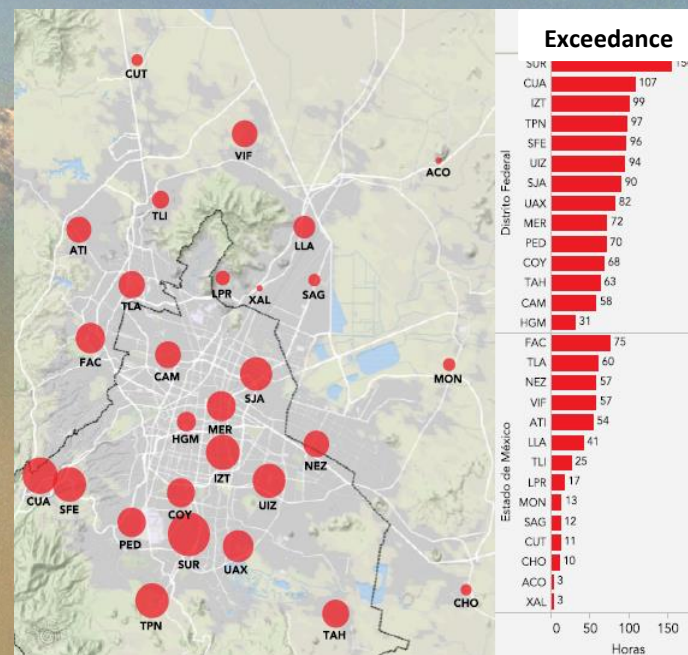 CUT
VIF
ACO
TLI
ATI
LLA
TLA
LPR
XAL
SAG
FAC
CAM
SJA
MON
MER
HGM
NEZ
IZT
CUA
SFE
UIZ
COY
PED
SUR
UAX
CHO
TPN
TAH
Exceedance
Distrito Federal
SUR
CUA 107
IZT 99
TPN 97
SFE 96
UIZ 94
SJA 90
UAX 82
MER 72
PED 70
COY 68
TAH 63
CAM 58
HGM 31
Estado de México
FAC 75
TLA 60
NEZ 57
VIF 57
ATI 54
LLA 41
TLI 25
LPR 17
MON 13
SAG 12
CUT 11
CHO 10
ACO 3
XAL 3
0 50 100 150
Horas